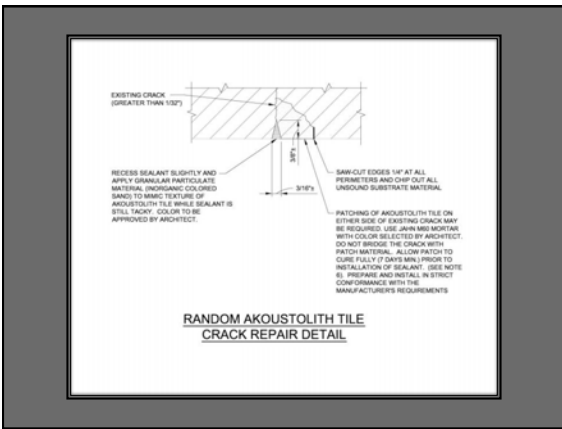 EXISTING CRACK
(GREATER THAN 1/32")
3/8"±
RECESS SEALANT SLIGHTLY AND
APPLY GRANULAR PARTICULATE
MATERIAL (INORGANIC COLORED
SAND) TO MIMIC TEXTURE OF
AKOUSTOLITH TILE WHILE SEALANT IS
STILL TACKY. COLOR TO BE
APPROVED BY ARCHITECT.
3/16"±
SAW-CUT EDGES 1/4" AT ALL
PERIMETERS AND CHIP OUT ALL
UNSOUND SUBSTRATE MATERIAL
PATCHING OF AKOUSTOLITH TILE ON
EITHER SIDE OF EXISTING CRACK MAY
BE REQUIRED. USE JAHN M60 MORTAR
WITH COLOR SELECTED BY ARCHITECT.
DO NOT BRIDGE THE CRACK WITH
PATCH MATERIAL. ALLOW PATCH TO
CURE FULLY (7 DAYS MIN.) PRIOR TO
INSTALLATION OF SEALANT. (SEE NOTE
6). PREPARE AND INSTALL IN STRICT
CONFORMANCE WITH THE
MANUFACTURER'S REQUIREMENTS
RANDOM AKOUSTOLITH TILE
CRACK REPAIR DETAIL